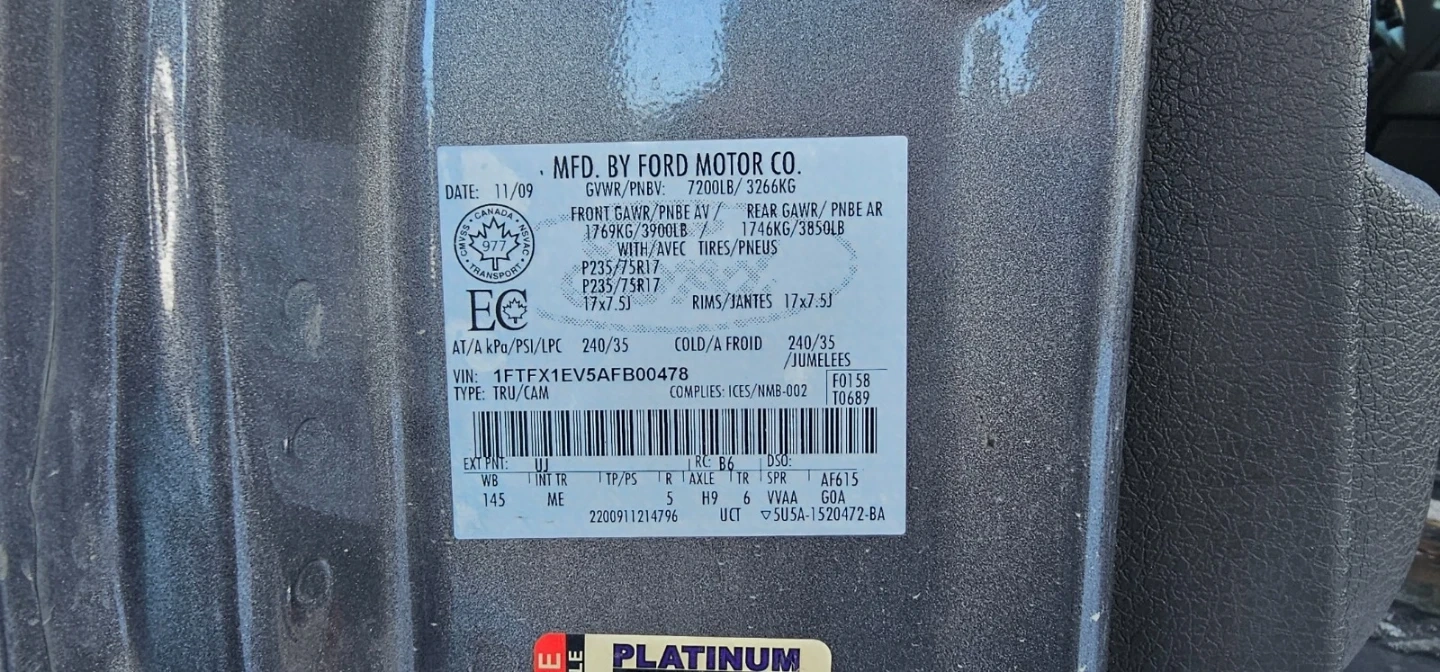 MFD. BY FORD MOTOR CO.
DATE: 11/09 GVWR/PNBV: 7200LB/ 3266KG
FRONT GAWR/PNBE AV / REAR GAWR/ PNBE AR
1769KG/3900LB / 1746KG/3850LB
WITH/AVEC TIRES/PNEUS
P235/75R17
P235/75R17
17x7.5J RIMS/JANTES 17x7.5J
CANADA
CMVSS NSVAC
977
TRANSPORT
EC
AT/A kPa/PSI/LPC 240/35 COLD/A FROID 240/35
/JUMELEES
VIN: 1FTFX1EV5AFB00478
TYPE: TRU/CAM COMPLIES: ICES/NMB-002
F0158
T0689
EXT PNT: UJ RC: B6 DSO:
WB INT TR TP/PS R AXLE TR SPR AF615
145 ME 5 H9 6 VVAA G0A
2200911214796 UCT ▽5U5A-1520472-BA
PLATINUM